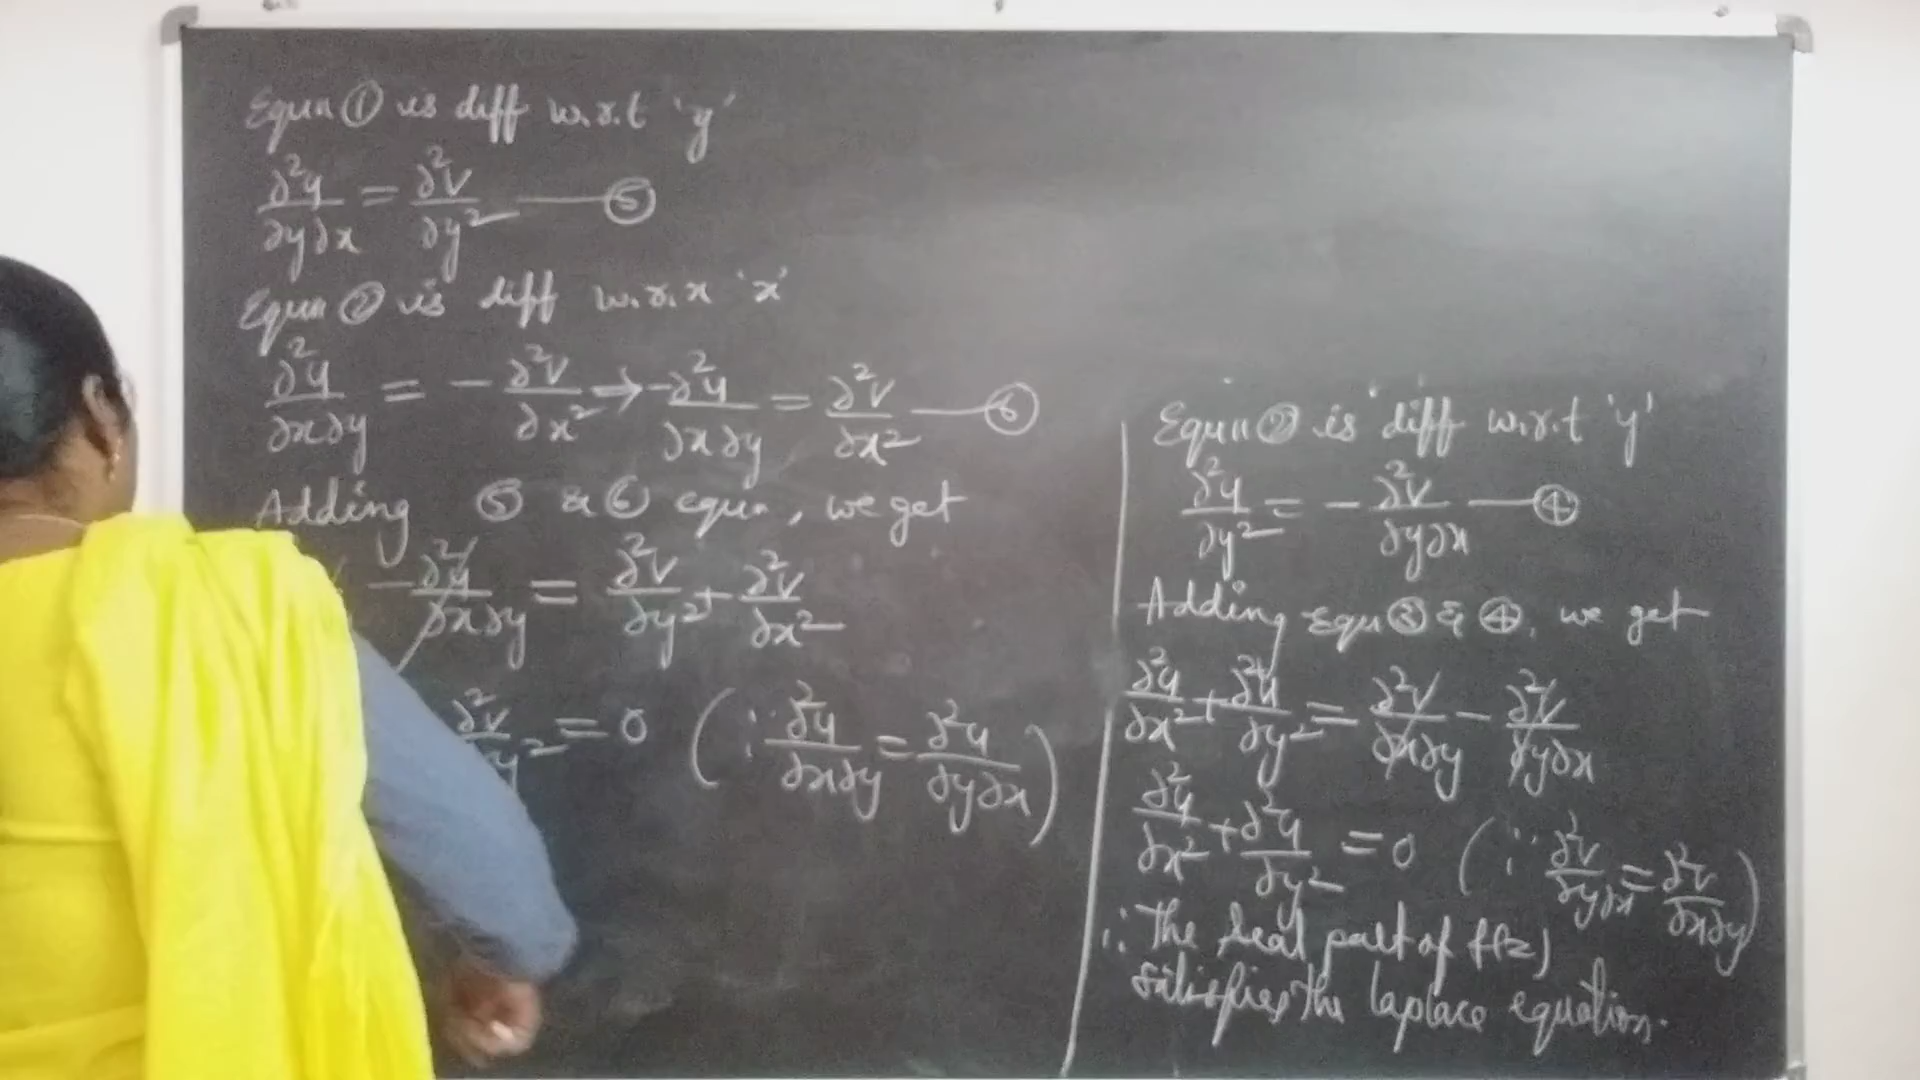 Equn ① is diff w.r.t 'y'
∂²u/∂y∂x = ∂²v/∂y² —— ⑤
Equn ② is diff w.r.x 'x'
∂²u/∂x∂y = - ∂²v/∂x² → -∂²u/∂x∂y = ∂²v/∂x² —— ⑥
Adding ⑤ & ⑥ equn, we get
- ∂²u/∂x∂y = ∂²v/∂y² + ∂²v/∂x²
∂²v/∂y² = 0 (∵ ∂²u/∂x∂y = ∂²u/∂y∂x)
Equn ② is diff w.r.t 'y'
∂²u/∂y² = - ∂²v/∂y∂x —— ④
Adding Equn ③ & ④, we get
∂²u/∂x² + ∂²u/∂y² = ∂²v/∂x∂y - ∂²v/∂y∂x
∂²u/∂x² + ∂²u/∂y² = 0 (∵ ∂²v/∂y∂x = ∂²v/∂x∂y)
∴ The real part of f(z)
satisfies the laplace equation.